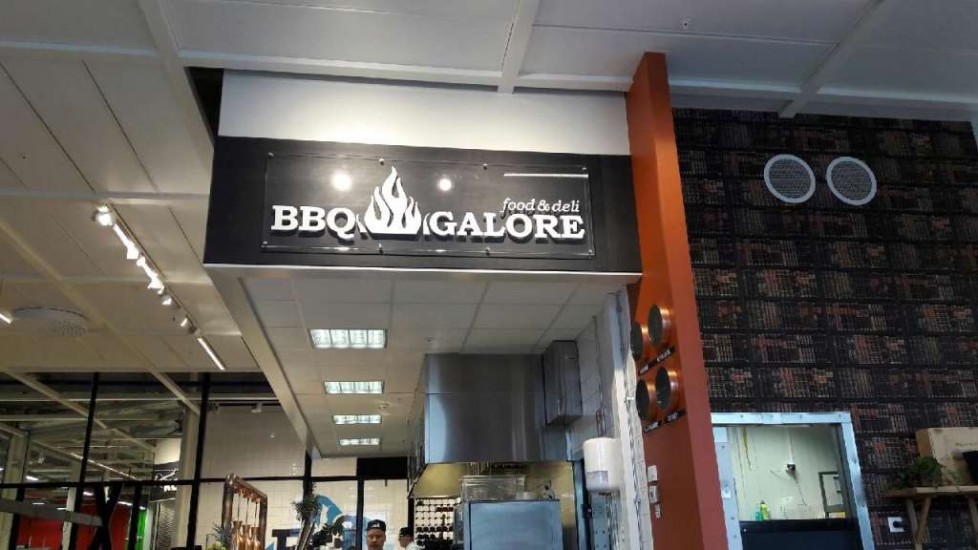 food & deli
BBQ GALORE